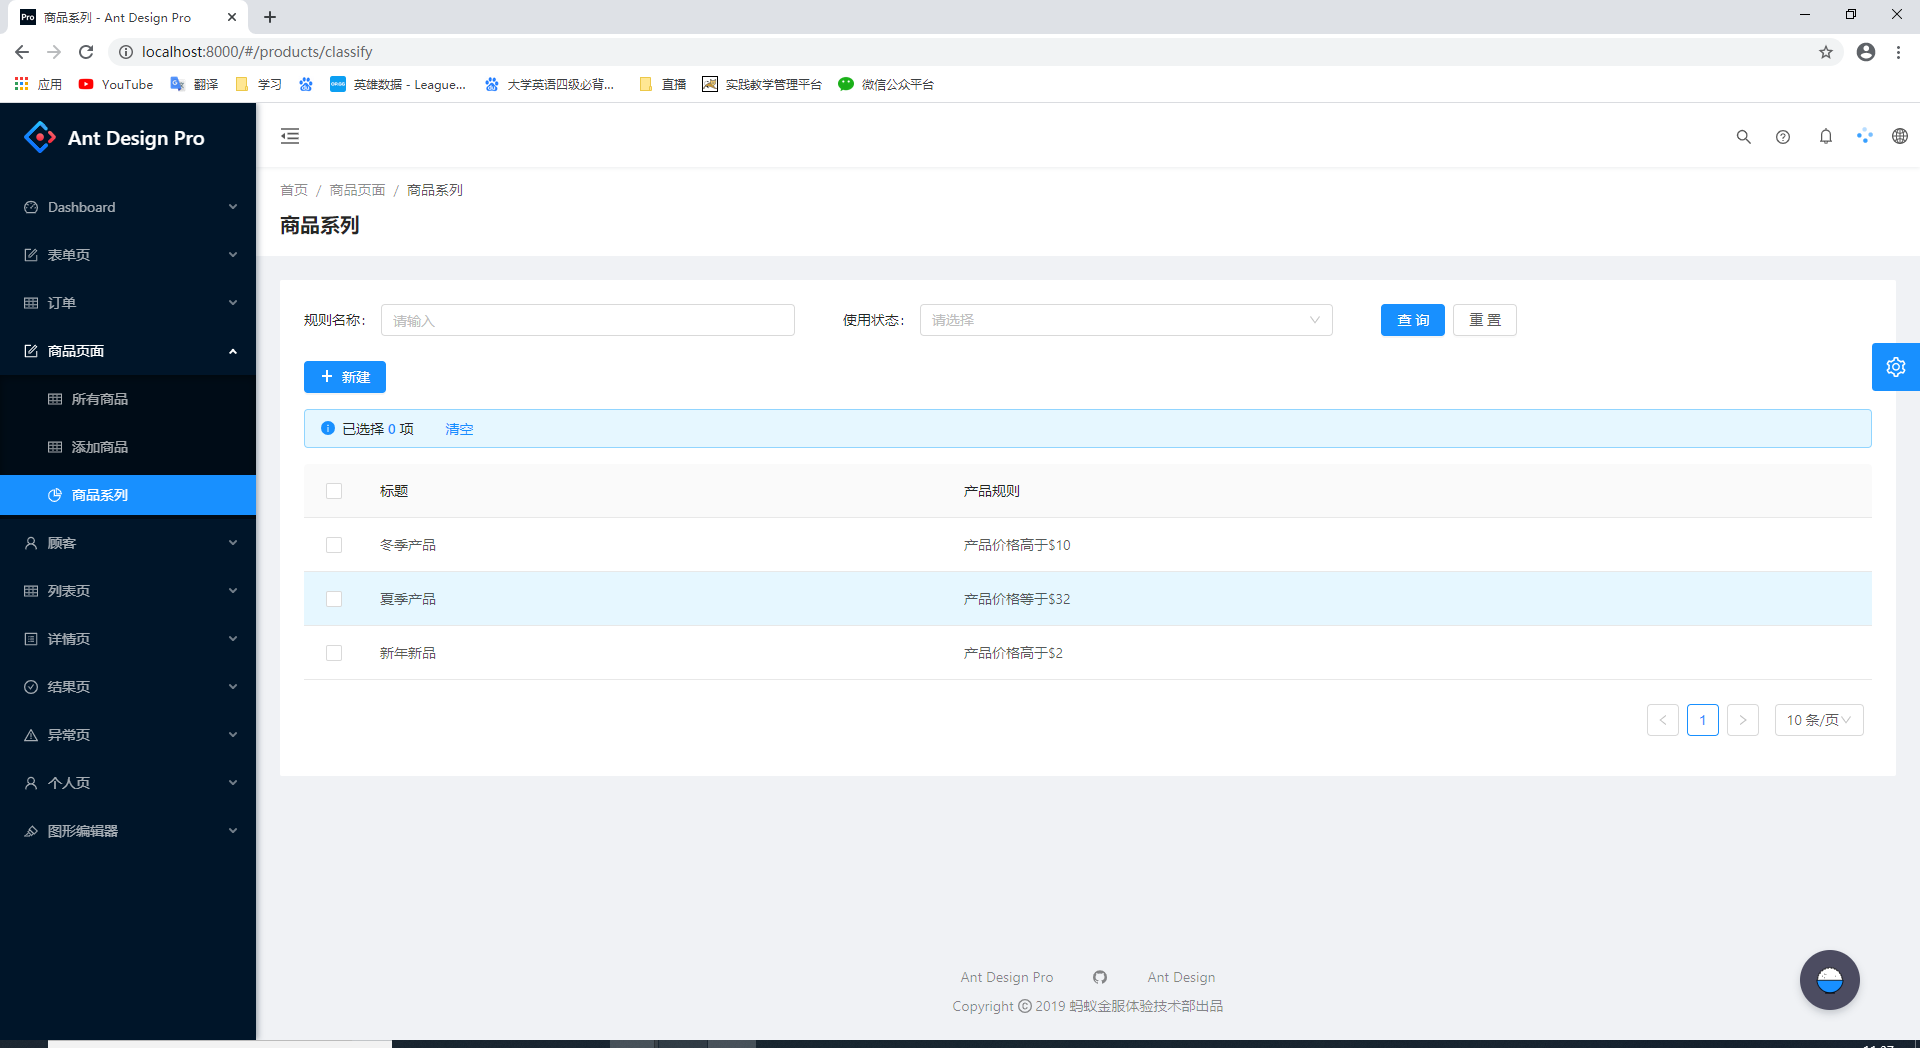 商品系列 - Ant Design Pro
localhost:8000/#/products/classify
应用 YouTube 翻译 学习 英雄数据 - League... 大学英语四级必背... 直播 实践教学管理平台 微信公众平台
Ant Design Pro
Dashboard
表单页
订单
商品页面
所有商品
添加商品
商品系列
顾客
列表页
详情页
结果页
异常页
个人页
图形编辑器
首页 / 商品页面 / 商品系列
商品系列
规则名称: 请输入 使用状态: 请选择 查 询 重 置
+ 新建
已选择 0 项 清空
标题 产品规则
冬季产品 产品价格高于$10
夏季产品 产品价格等于$32
新年新品 产品价格高于$2
< 1 > 10 条/页
Ant Design Pro Ant Design
Copyright © 2019 蚂蚁金服体验技术部出品